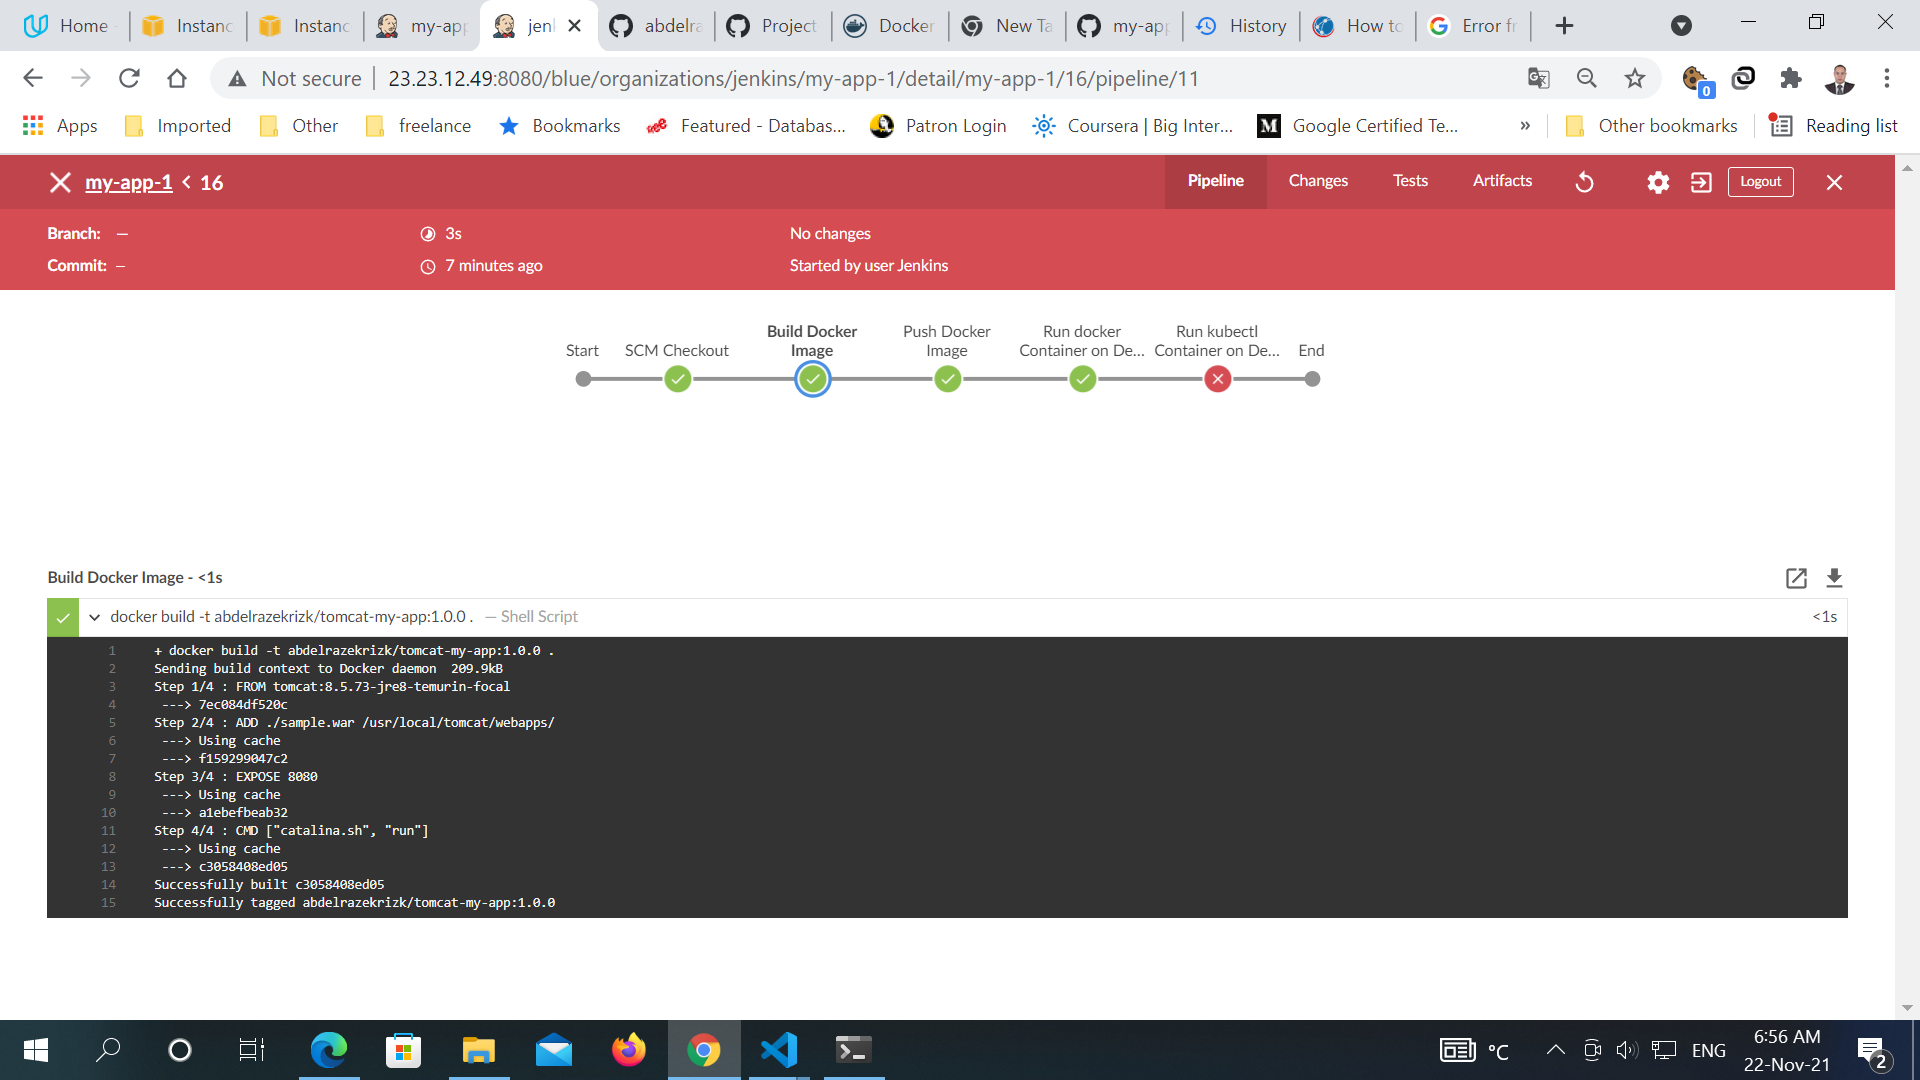 Home
Instanc
Instanc
my-app
jenl
abdelra
Project
Docker
New Ta
my-app
History
How to
Error fr
Not secure
23.23.12.49:8080/blue/organizations/jenkins/my-app-1/detail/my-app-1/16/pipeline/11
0
Apps
Imported
Other
freelance
Bookmarks
Featured - Databas...
Patron Login
Coursera | Big Inter...
M
Google Certified Te...
»
Other bookmarks
Reading list
my-app-1 < 16
Pipeline
Changes
Tests
Artifacts
Logout
Branch: —
3s
No changes
Commit: —
7 minutes ago
Started by user Jenkins
Start
SCM Checkout
Build Docker
Image
Push Docker
Image
Run docker
Container on De...
Run kubectl
Container on De...
End
Build Docker Image - <1s
docker build -t abdelrazekrizk/tomcat-my-app:1.0.0 . — Shell Script
<1s
1 + docker build -t abdelrazekrizk/tomcat-my-app:1.0.0 .
2 Sending build context to Docker daemon  209.9kB
3 Step 1/4 : FROM tomcat:8.5.73-jre8-temurin-focal
4 ---> 7ec084df520c
5 Step 2/4 : ADD ./sample.war /usr/local/tomcat/webapps/
6 ---> Using cache
7 ---> f159299047c2
8 Step 3/4 : EXPOSE 8080
9 ---> Using cache
10 ---> a1ebefbeab32
11 Step 4/4 : CMD ["catalina.sh", "run"]
12 ---> Using cache
13 ---> c3058408ed05
14 Successfully built c3058408ed05
15 Successfully tagged abdelrazekrizk/tomcat-my-app:1.0.0
°C
ENG
6:56 AM
22-Nov-21
2